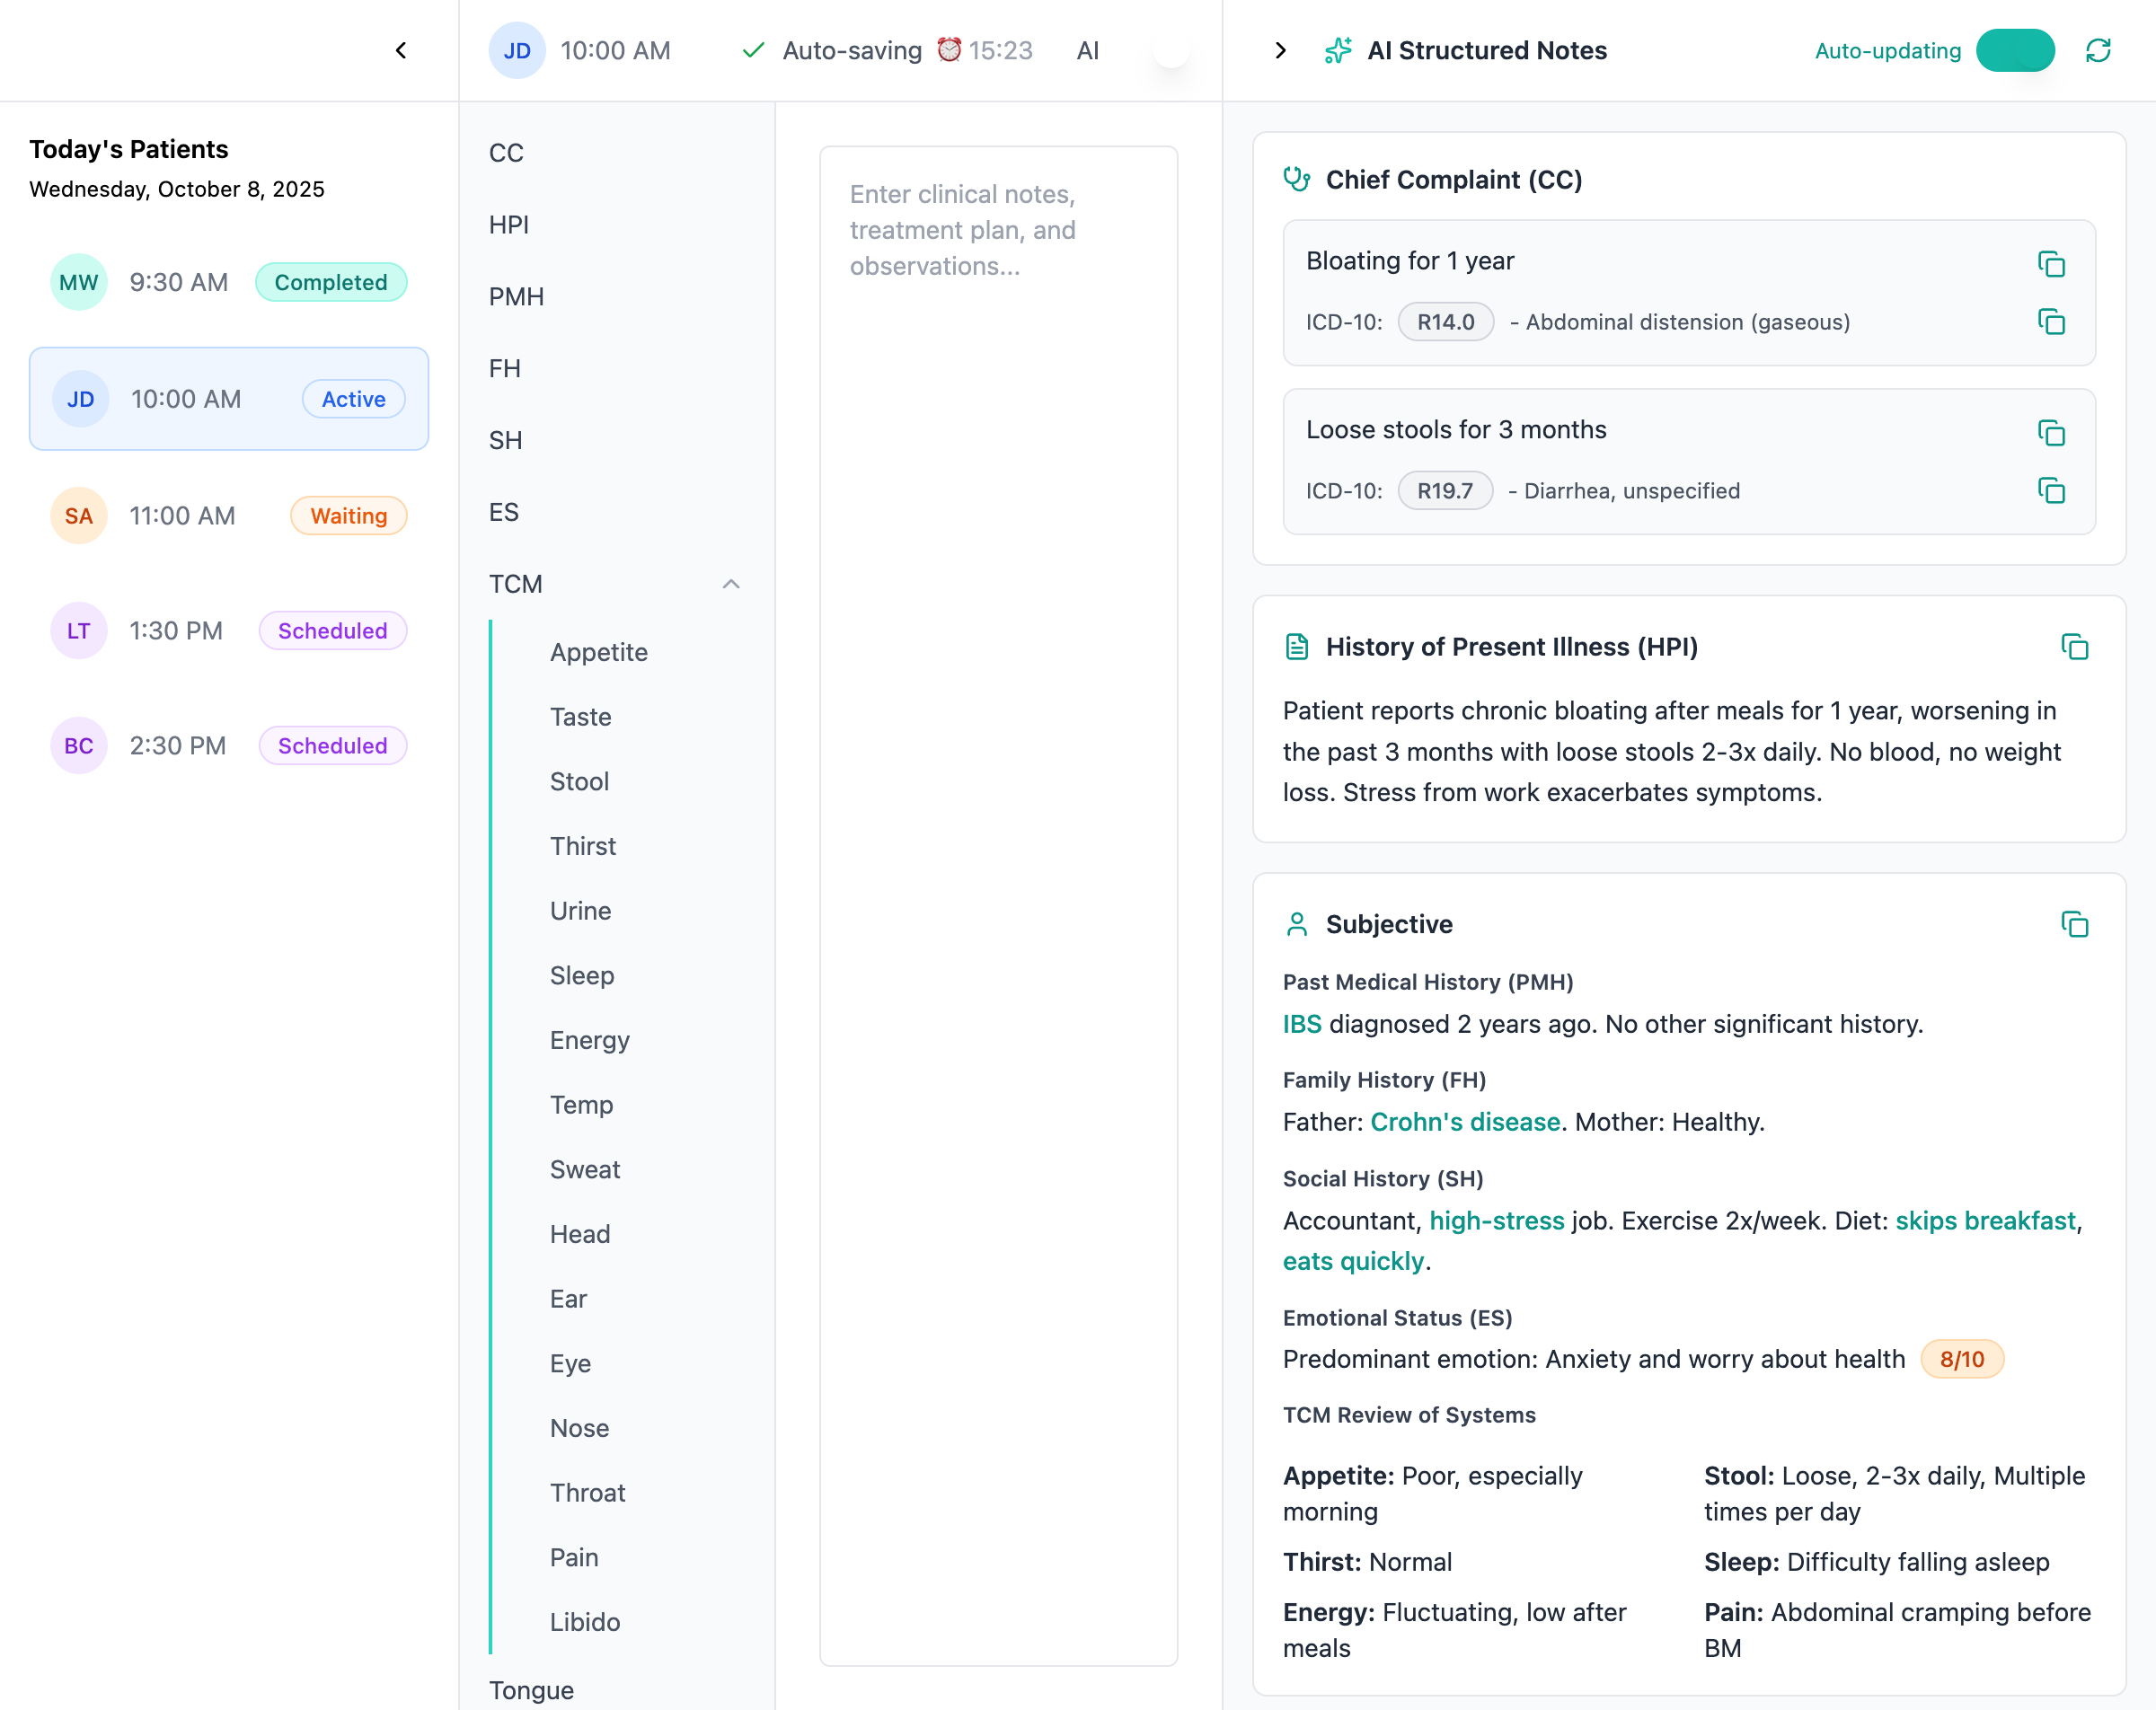 JD 10:00 AM Auto-saving ⏰ 15:23 AI
AI Structured Notes Auto-updating
Today's Patients
Wednesday, October 8, 2025
MW 9:30 AM Completed
JD 10:00 AM Active
SA 11:00 AM Waiting
LT 1:30 PM Scheduled
BC 2:30 PM Scheduled
CC
HPI
PMH
FH
SH
ES
TCM
Appetite
Taste
Stool
Thirst
Urine
Sleep
Energy
Temp
Sweat
Head
Ear
Eye
Nose
Throat
Pain
Libido
Tongue
Enter clinical notes,
treatment plan, and
observations...
Chief Complaint (CC)
Bloating for 1 year
ICD-10: R14.0 - Abdominal distension (gaseous)
Loose stools for 3 months
ICD-10: R19.7 - Diarrhea, unspecified
History of Present Illness (HPI)
Patient reports chronic bloating after meals for 1 year, worsening in
the past 3 months with loose stools 2-3x daily. No blood, no weight
loss. Stress from work exacerbates symptoms.
Subjective
Past Medical History (PMH)
IBS diagnosed 2 years ago. No other significant history.
Family History (FH)
Father: Crohn's disease. Mother: Healthy.
Social History (SH)
Accountant, high-stress job. Exercise 2x/week. Diet: skips breakfast,
eats quickly.
Emotional Status (ES)
Predominant emotion: Anxiety and worry about health 8/10
TCM Review of Systems
Appetite: Poor, especially
morning
Stool: Loose, 2-3x daily, Multiple
times per day
Thirst: Normal
Sleep: Difficulty falling asleep
Energy: Fluctuating, low after
meals
Pain: Abdominal cramping before
BM